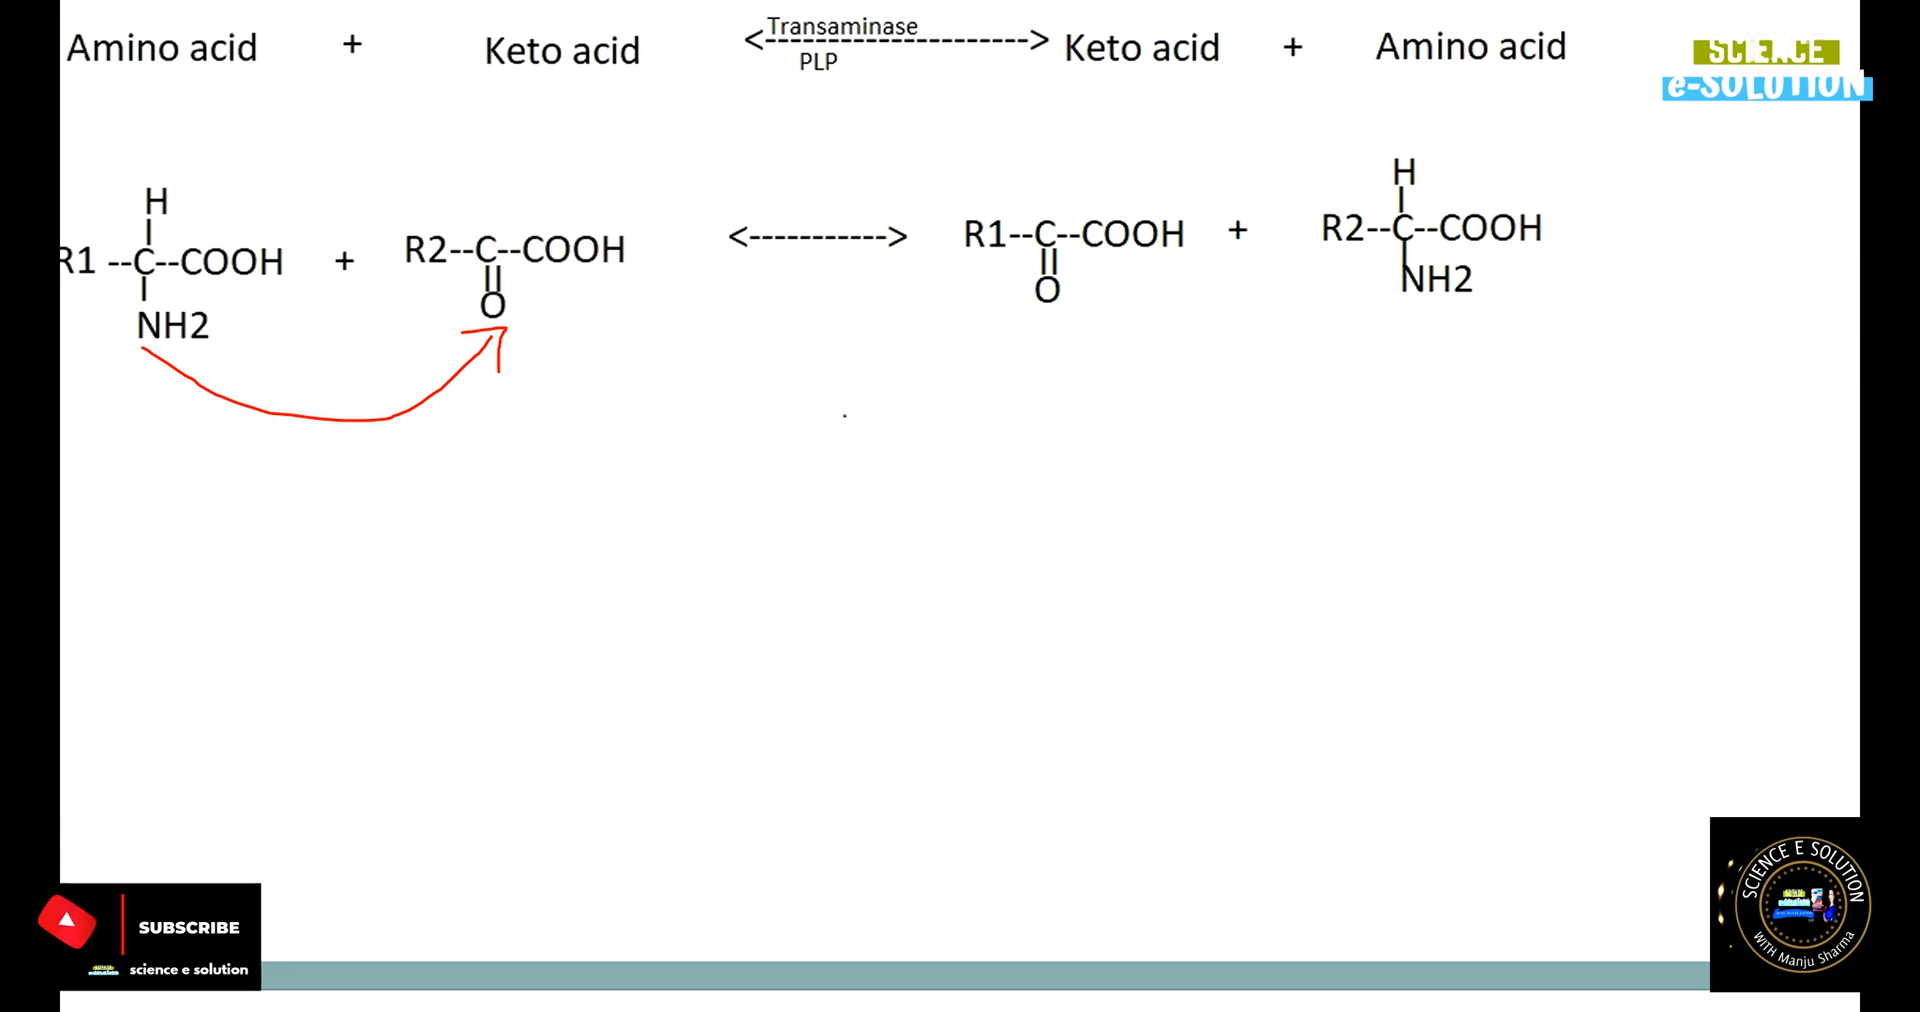 Amino acid + Keto acid <--Transaminase----------> Keto acid + Amino acid
PLP
SCIENCE
e-SOLUTION
H
H
R1 --C--COOH + R2--C--COOH <-----------> R1--C--COOH + R2--C--COOH
O
O
NH2
NH2
SUBSCRIBE
science e solution
SCIENCE E SOLUTION
WITH Manju Sharma